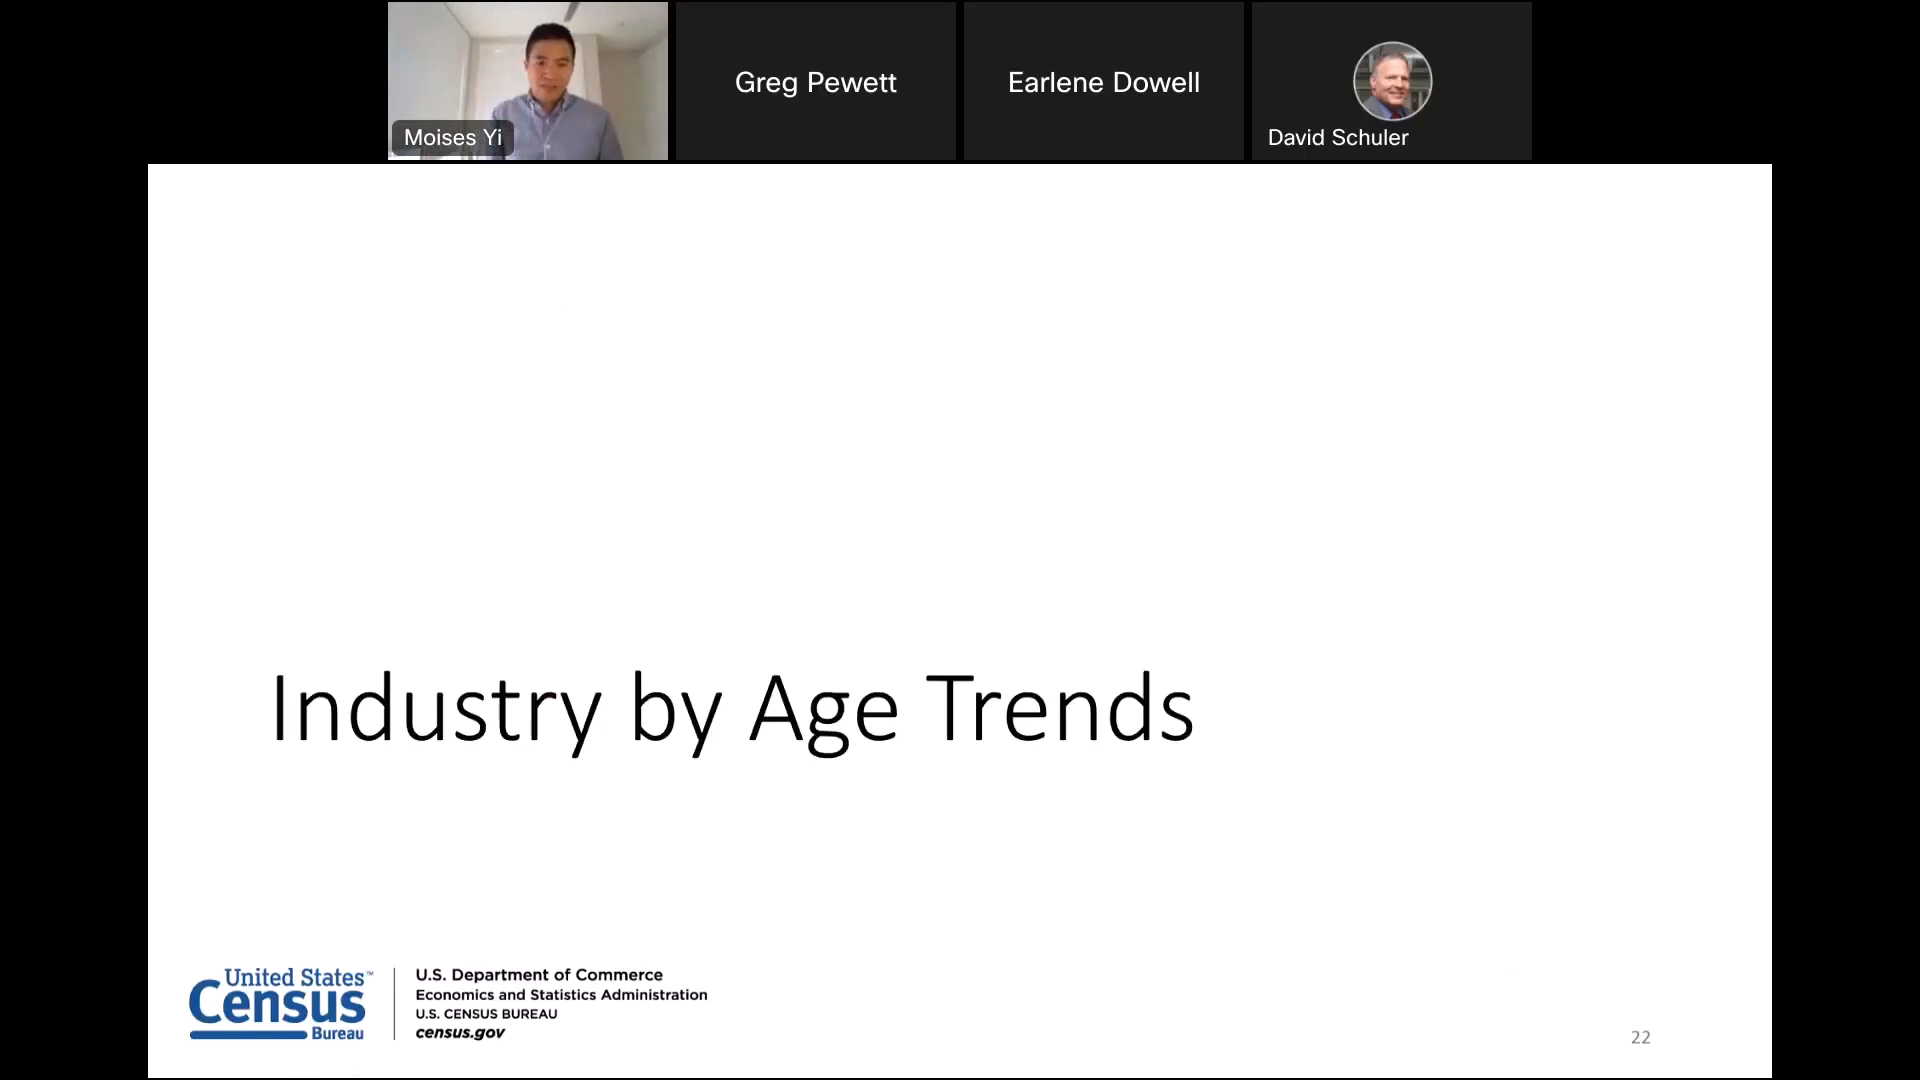 Moises Yi
Greg Pewett
Earlene Dowell
David Schuler
Industry by Age Trends
United States™
Census
Bureau
U.S. Department of Commerce
Economics and Statistics Administration
U.S. CENSUS BUREAU
census.gov
22